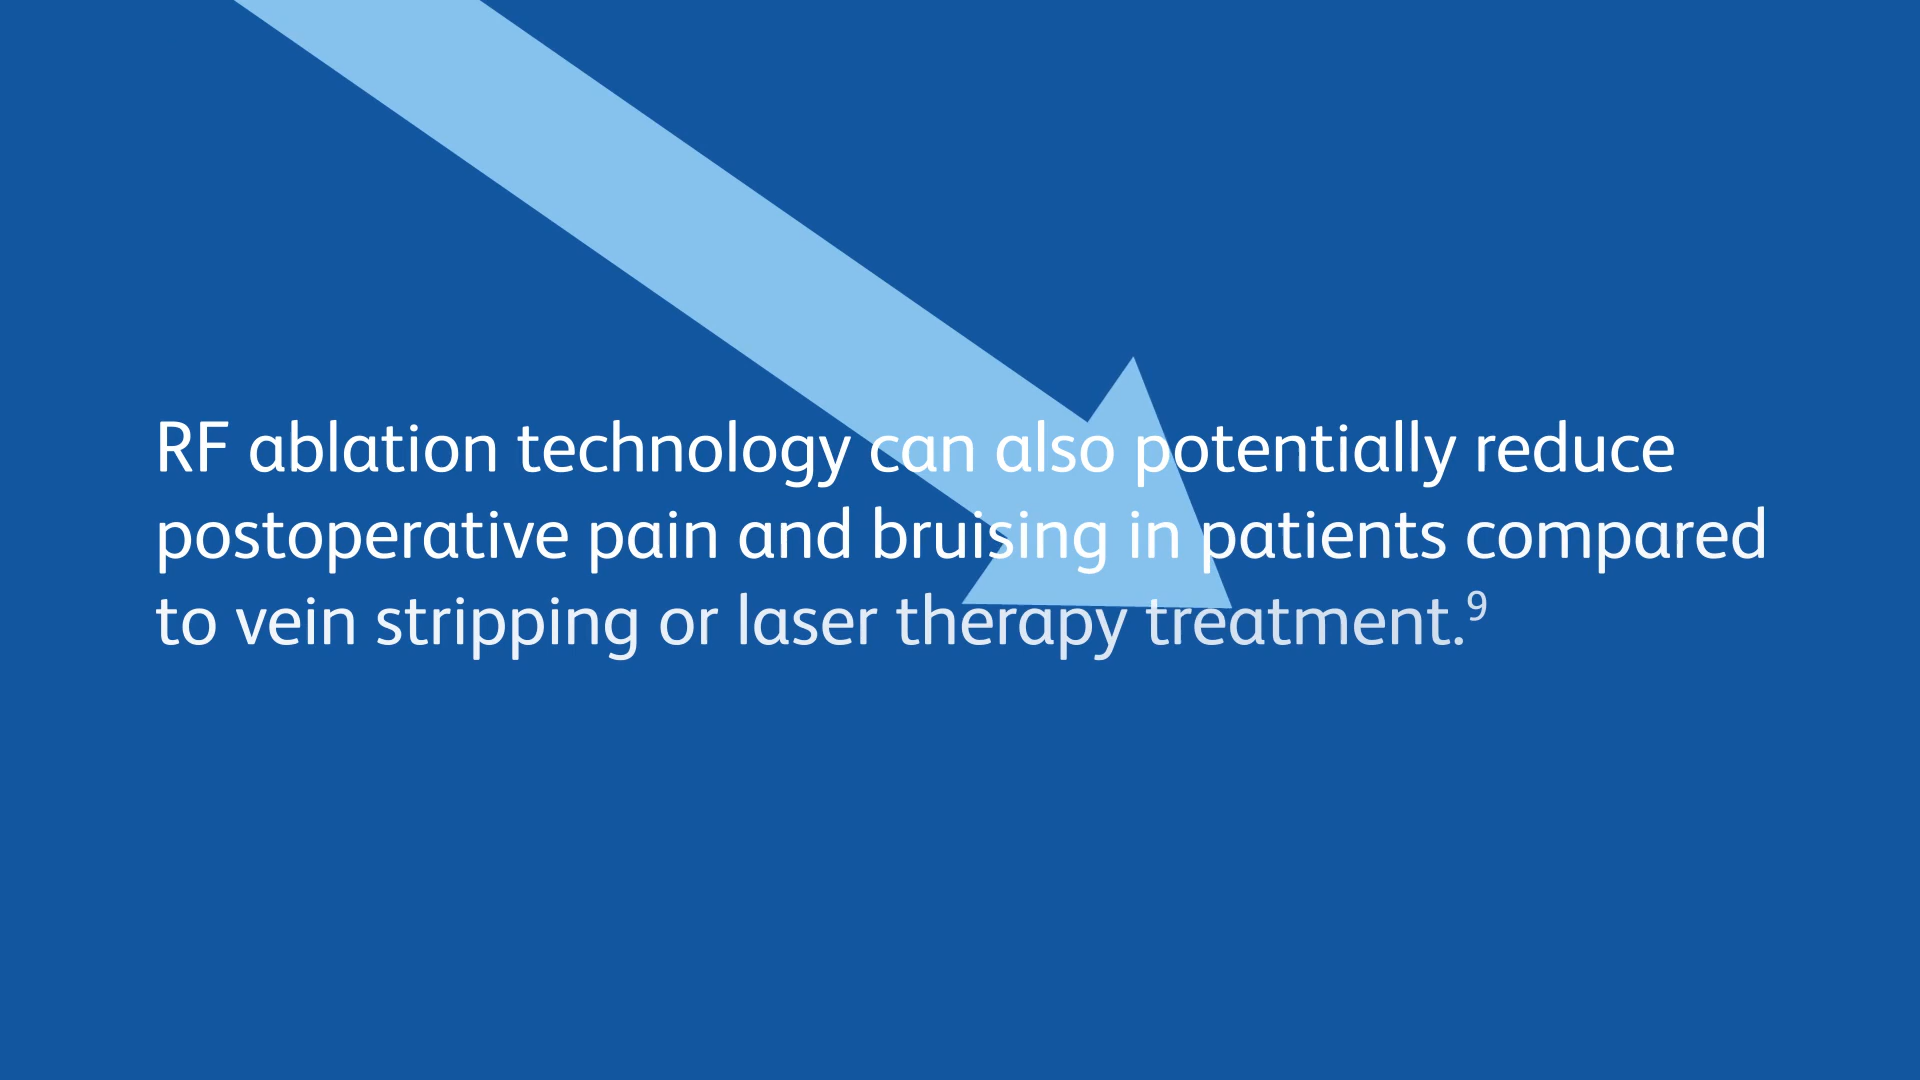 RF ablation technology can also potentially reduce
postoperative pain and bruising in patients compared
to vein stripping or laser therapy treatment.⁹